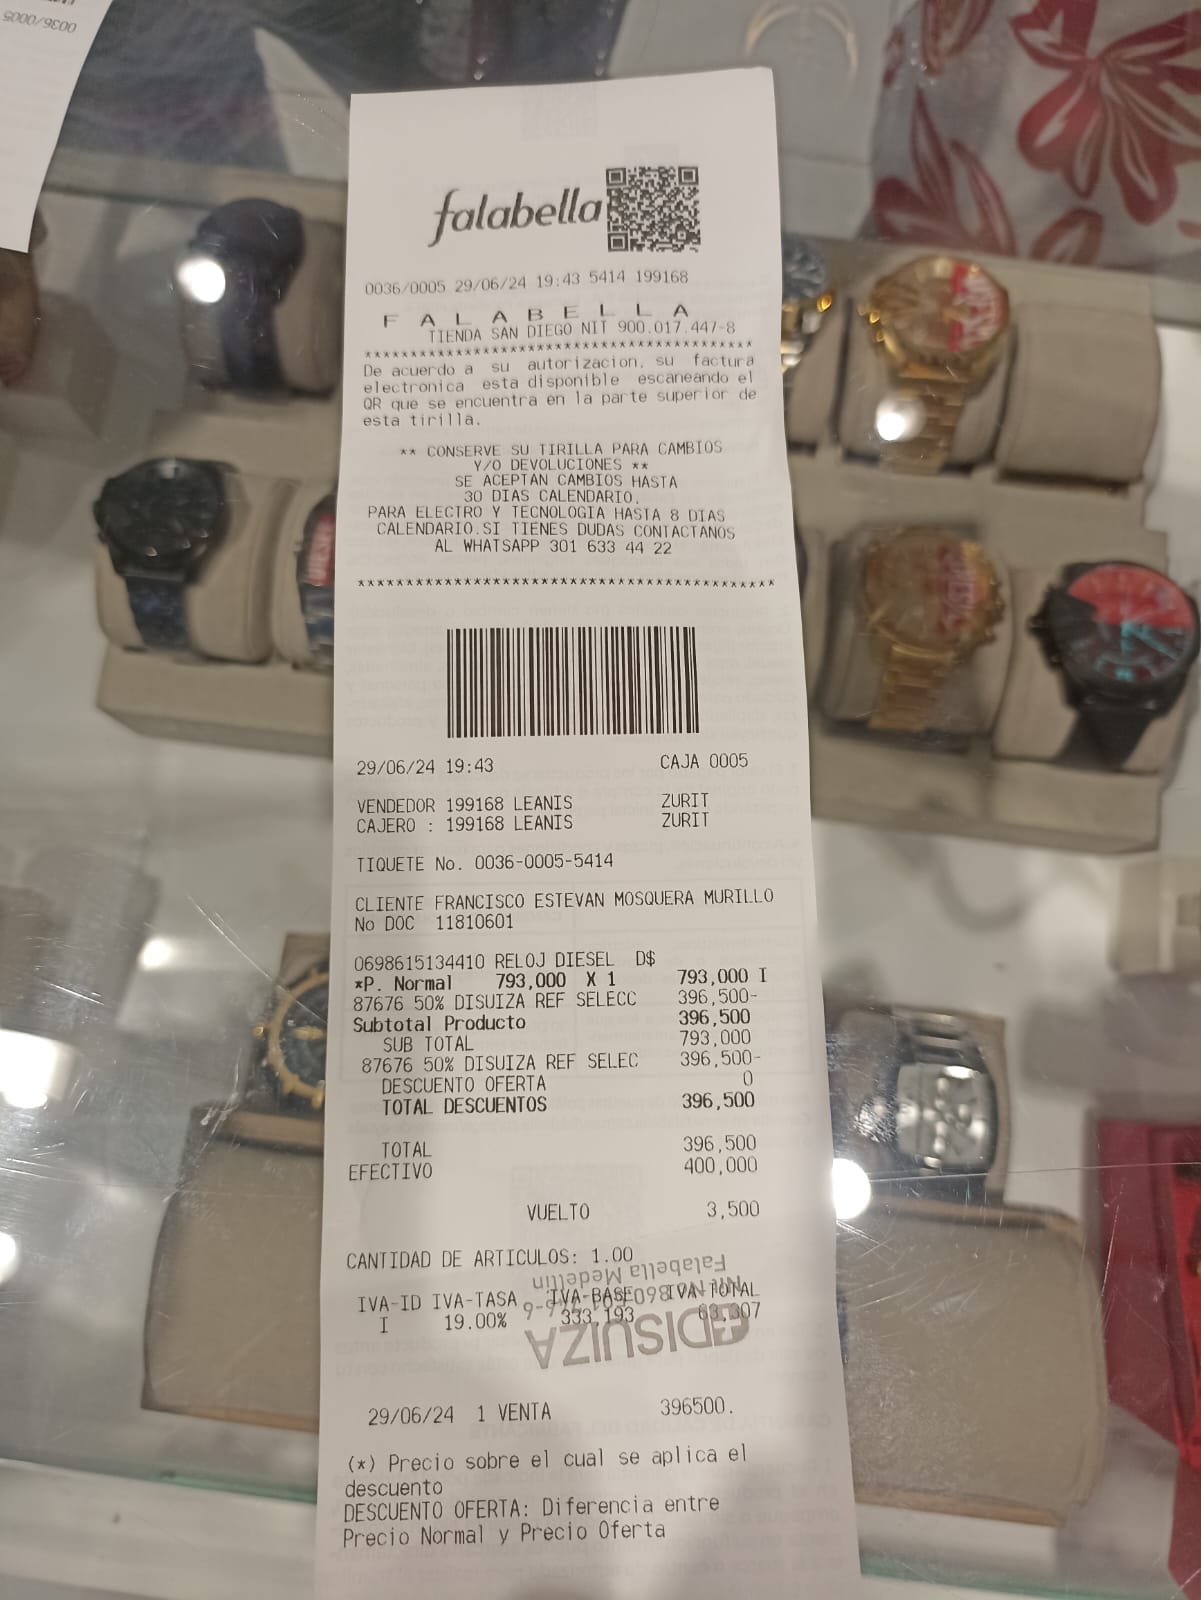 0036/0005
falabella
0036/0005 29/06/24 19:43 5414 199168
F A L A B E L L A
TIENDA SAN DIEGO NIT 900.017.447-8
******************************************
De acuerdo a su autorizacion, su factura
electronica esta disponible escaneando el
QR que se encuentra en la parte superior de
esta tirilla.
** CONSERVE SU TIRILLA PARA CAMBIOS
Y/O DEVOLUCIONES **
SE ACEPTAN CAMBIOS HASTA
30 DIAS CALENDARIO.
PARA ELECTRO Y TECNOLOGIA HASTA 8 DIAS
CALENDARIO.SI TIENES DUDAS CONTACTANOS
AL WHATSAPP 301 633 44 22
******************************************
29/06/24 19:43 CAJA 0005
VENDEDOR 199168 LEANIS ZURIT
CAJERO : 199168 LEANIS ZURIT
TIQUETE No. 0036-0005-5414
CLIENTE FRANCISCO ESTEVAN MOSQUERA MURILLO
No DOC 11810601
0698615134410 RELOJ DIESEL D$
*P. Normal 793,000 X 1 793,000 I
87676 50% DISUIZA REF SELECC 396,500-
Subtotal Producto 396,500
SUB TOTAL 793,000
87676 50% DISUIZA REF SELEC 396,500-
DESCUENTO OFERTA 0
TOTAL DESCUENTOS 396,500
TOTAL 396,500
EFECTIVO 400,000
VUELTO 3,500
CANTIDAD DE ARTICULOS: 1.00
IVA-ID IVA-TASA IVA-BASE IVA-TOTAL
I 19.00% 333,193 63,307
DISUIZA
Falabella Medellin
29/06/24 1 VENTA 396500.
(*) Precio sobre el cual se aplica el
descuento
DESCUENTO OFERTA: Diferencia entre
Precio Normal y Precio Oferta